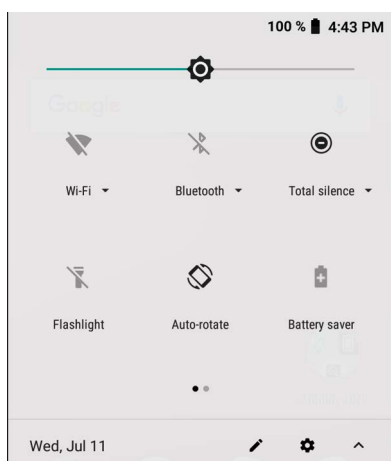 100 % 4:43 PM
Google
Wi-Fi Bluetooth Total silence
Flashlight Auto-rotate Battery saver
Wed, Jul 11